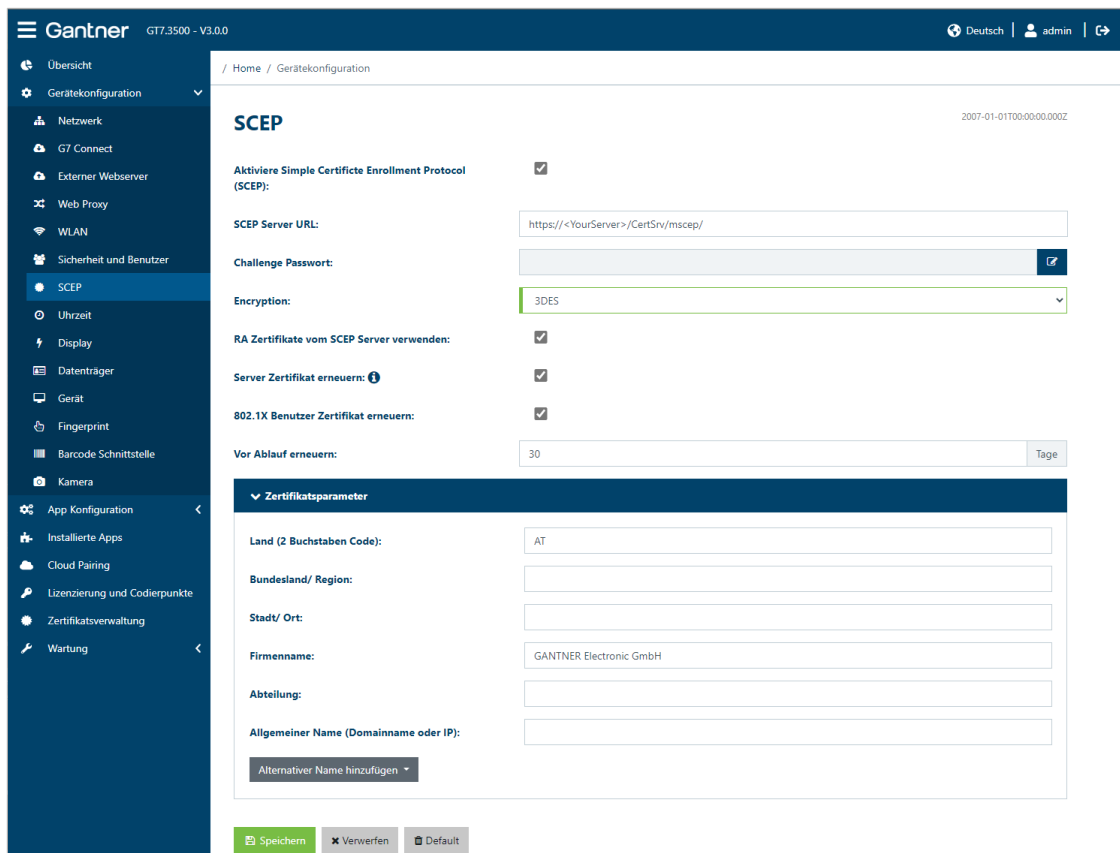 Gantner GT7.3500 - V3.0.0 Deutsch admin
Übersicht
/ Home / Gerätekonfiguration
Gerätekonfiguration
Netzwerk
G7 Connect
Externer Webserver
Web Proxy
WLAN
Sicherheit und Benutzer
SCEP
Uhrzeit
Display
Datenträger
Gerät
Fingerprint
Barcode Schnittstelle
Kamera
App Konfiguration
Installierte Apps
Cloud Pairing
Lizenzierung und Codierpunkte
Zertifikatsverwaltung
Wartung
SCEP
2007-01-01T00:00:00.000Z
Aktiviere Simple Certificte Enrollment Protocol
(SCEP):
SCEP Server URL: https://<YourServer>/CertSrv/mscep/
Challenge Passwort:
Encryption: 3DES
RA Zertifikate vom SCEP Server verwenden:
Server Zertifikat erneuern:
802.1X Benutzer Zertifikat erneuern:
Vor Ablauf erneuern: 30 Tage
Zertifikatsparameter
Land (2 Buchstaben Code): AT
Bundesland/ Region:
Stadt/ Ort:
Firmenname: GANTNER Electronic GmbH
Abteilung:
Allgemeiner Name (Domainname oder IP):
Alternativer Name hinzufügen
Speichern Verwerfen Default